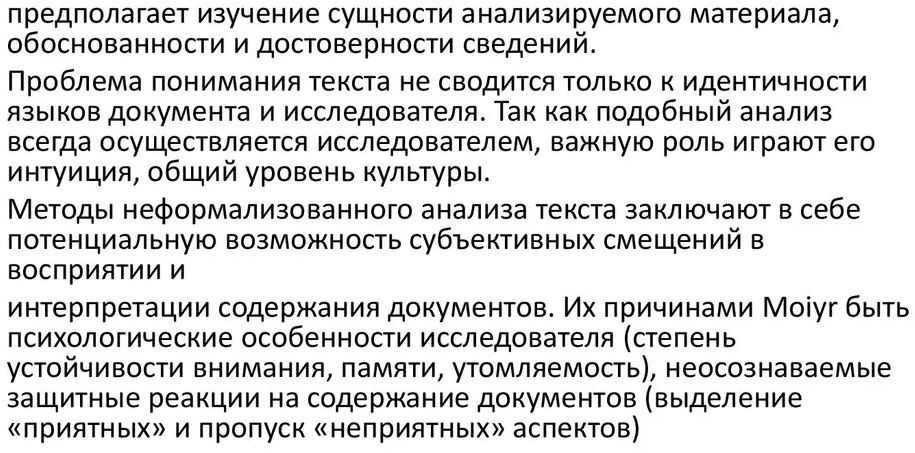 предполагает изучение сущности анализируемого материала,
обоснованности и достоверности сведений.
Проблема понимания текста не сводится только к идентичности
языков документа и исследователя. Так как подобный анализ
всегда осуществляется исследователем, важную роль играют его
интуиция, общий уровень культуры.
Методы неформализованного анализа текста заключают в себе
потенциальную возможность субъективных смещений в
восприятии и
интерпретации содержания документов. Их причинами Moiyr быть
психологические особенности исследователя (степень
устойчивости внимания, памяти, утомляемость), неосознаваемые
защитные реакции на содержание документов (выделение
«приятных» и пропуск «неприятных» аспектов)